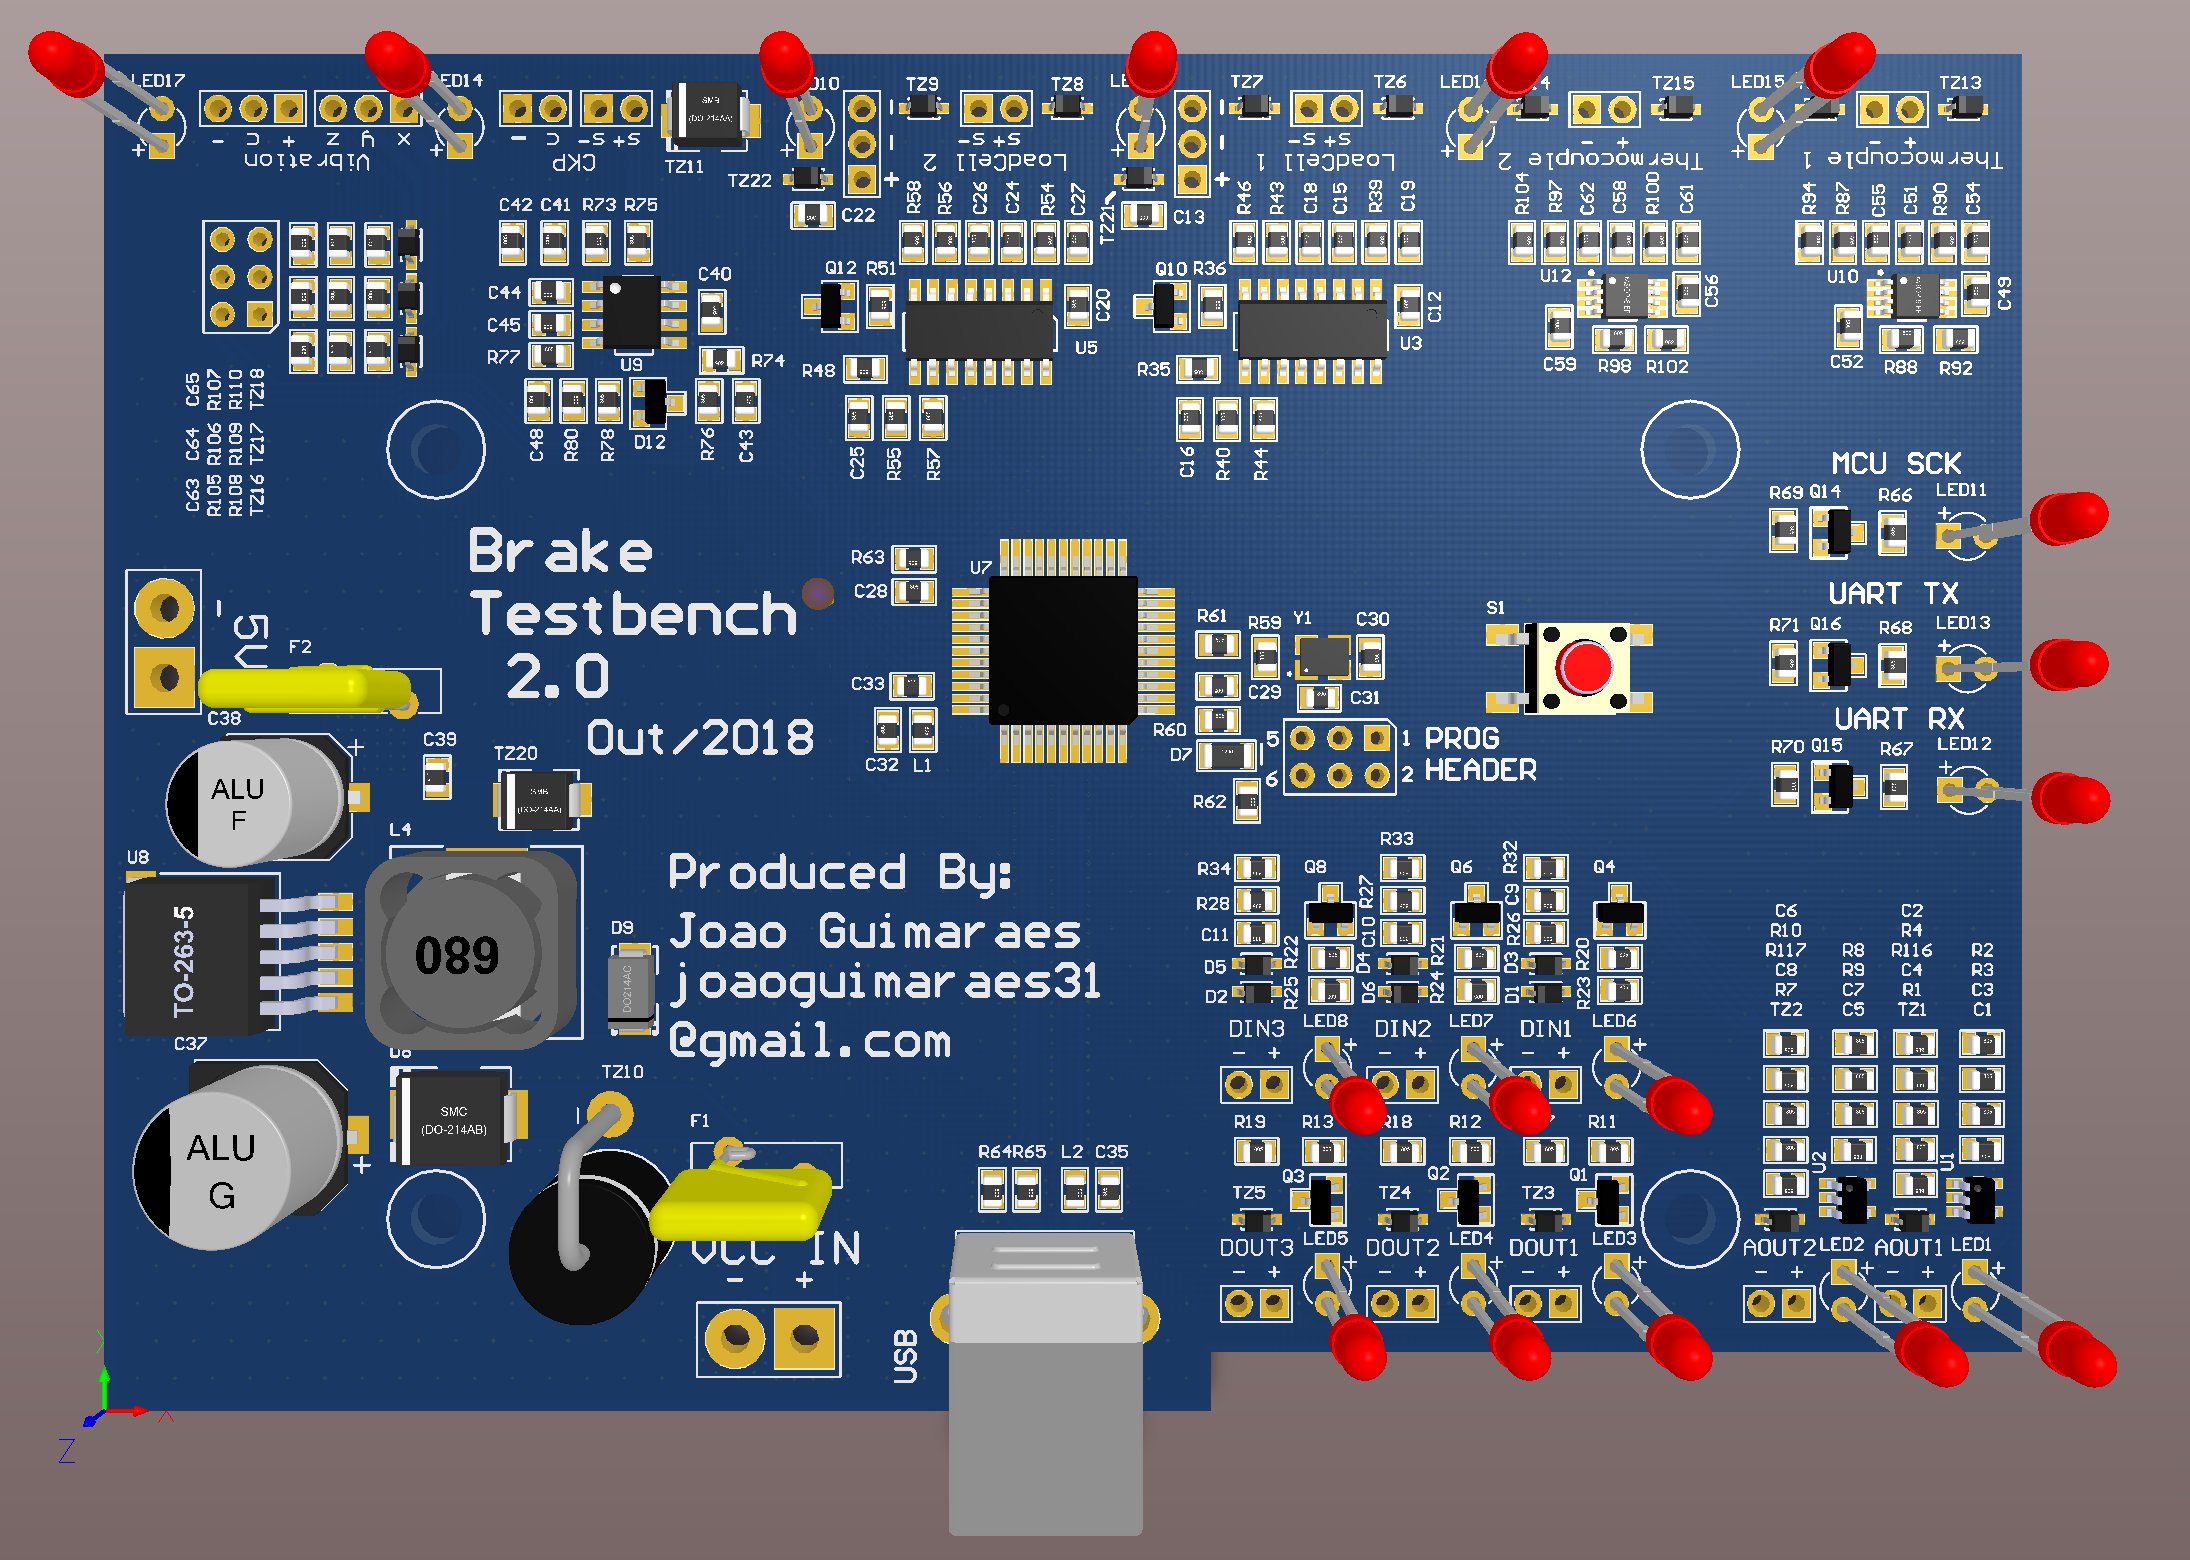 LED17
LED14
TZ9
TZ8
TZ7
TZ6
TZ15
LED15
TZ13
- C + Z Y X
Vibration
- C S- S+
CKP
SMB
(DO-214AA)
TZ11
TZ22
S- S+
LoadCell 2
TZ21
S- S+
LoadCell 1
- +
Thermocouple 2
- +
Thermocouple 1
C42 C41 R73 R75
C22
R58 R56 C26 C24 R54 C27
C13
R46 R43 C18 C15 R39 C19
R104 R97 C62 C58 R100 C61
R94 R87 C55 C51 R90 C54
C44
C45
R77
C40
U9
R74
Q12 R51
C20
U5
R48
Q10 R36
C12
U3
R35
U12
C56
C59 R98 R102
U10
C49
C52 R88 R92
C63 C64 C65
R105 R106 R107
R108 R109 R110
TZ16 TZ17 TZ18
C48 R80 R78 D12 R76 C43
C25 R55 R57
C16 R40 R44
MCU SCK
R69 Q14 R66 LED11
UART TX
R71 Q16 R68 LED13
UART RX
R70 Q15 R67 LED12
Brake
Testbench
2.0
Out/2018
R63
C28
U7
C33
C32 L1
R61 R59 Y1 C30
C29 C31
R60
D7
R62
5 1 PROG
6 2 HEADER
S1
-
5V
F2
C38
ALU
F
C39
TZ20
SMB
(DO-214AA)
L4
U8
TO-263-5
089
D9
DO214AC
C37
ALU
G
SMC
(DO-214AB)
TZ10
F1
VCC IN
- +
Produced By:
Joao Guimaraes
joaoguimaraes31
@gmail.com
R64 R65 L2 C35
USB
R34 Q8 R33 Q6 R32 Q4
R28 R27 C9
C11 R22 C10 R21 R26 R20
D5 D4 D3
D2 R25 D6 R24 D1 R23
DIN3 LED8 DIN2 LED7 DIN1 LED6
- + - + - +
R19 R13 R18 R12 R11
Q3 Q2 Q1
TZ5 TZ4 TZ3
DOUT3 LED5 DOUT2 LED4 DOUT1 LED3
- + - + - +
C6 C2
R10 R4
R117 R8 R116 R2
C8 R9 C4 R3
R7 C7 R1 C3
TZ2 C5 TZ1 C1
U2 U1
AOUT2 LED2 AOUT1 LED1
- + - +
X
Z